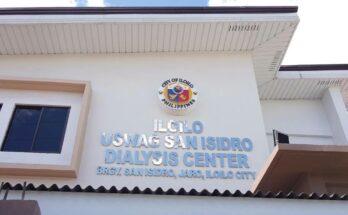 CITY OF ILOILO
PHILIPPINES
ILOILO
USWAG SAN ISIDRO
DIALYSIS CENTER
BRGY. SAN ISIDRO, JARO, ILOILO CITY